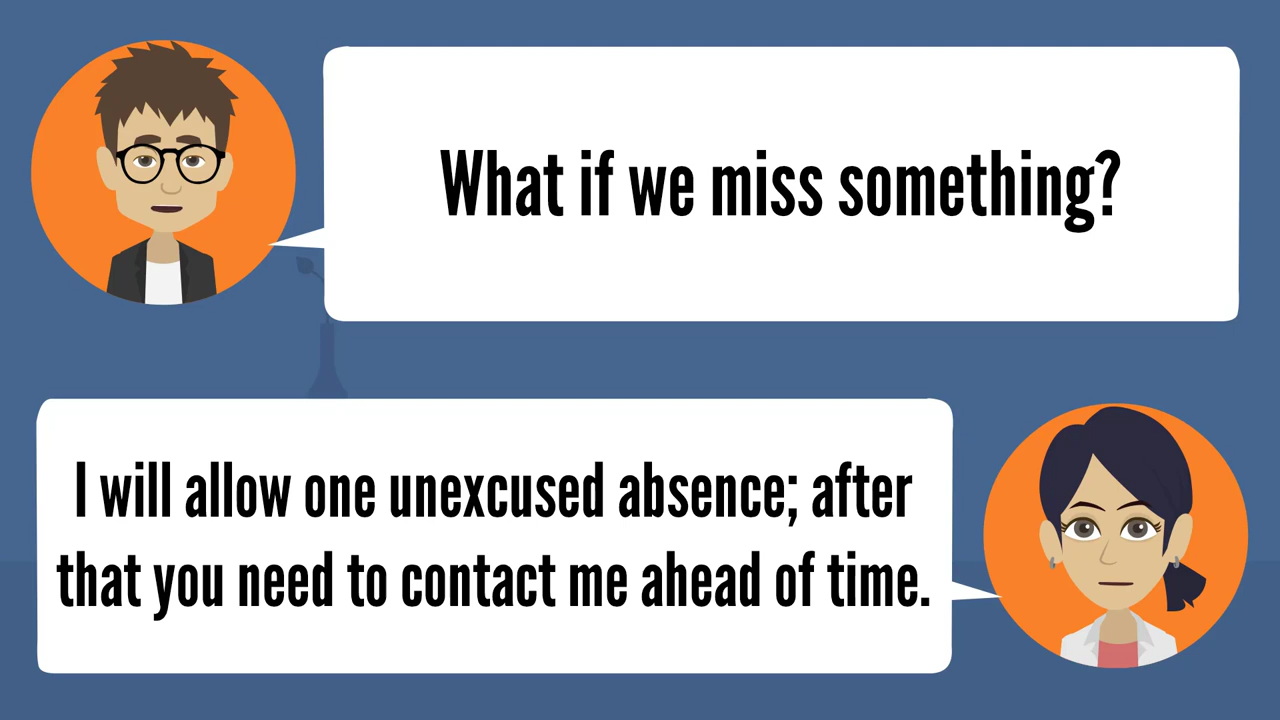 What if we miss something?
I will allow one unexcused absence; after
that you need to contact me ahead of time.